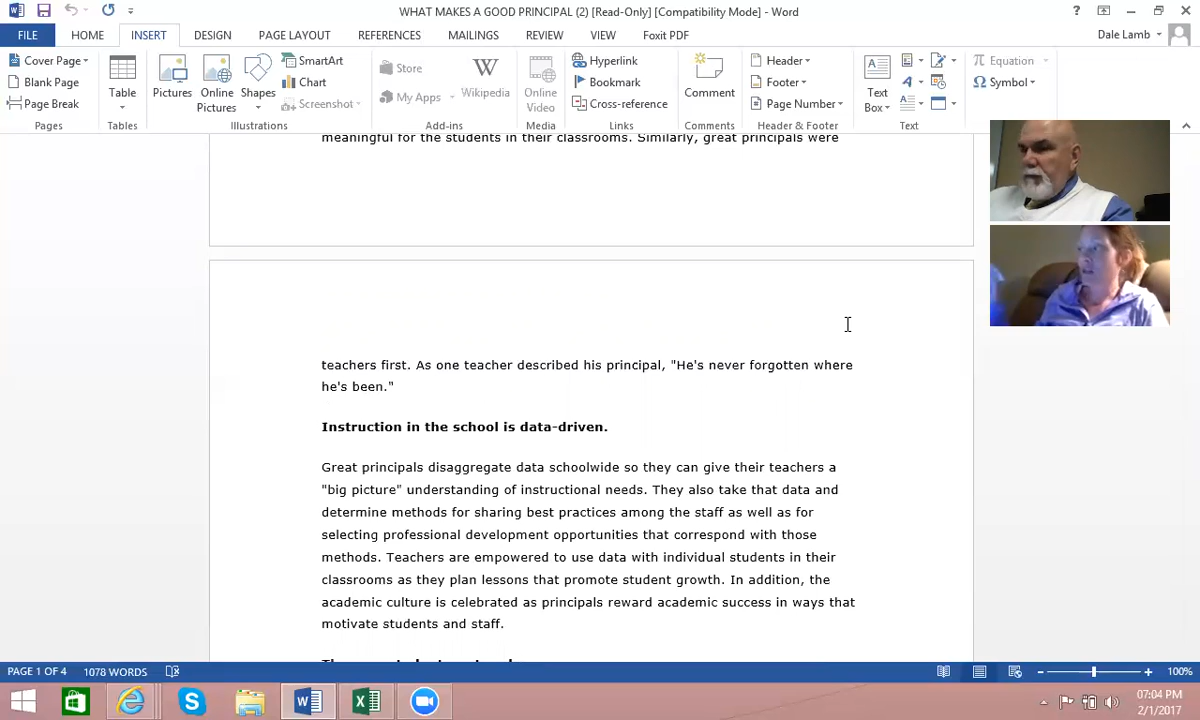 WHAT MAKES A GOOD PRINCIPAL (2) [Read-Only] [Compatibility Mode] - Word
?
FILE HOME INSERT DESIGN PAGE LAYOUT REFERENCES MAILINGS REVIEW VIEW Foxit PDF Dale Lamb
Cover Page
Blank Page
Page Break
Pages
Table
Tables
Pictures
Online Pictures
Shapes
SmartArt
Chart
Screenshot
Illustrations
Store
My Apps
Wikipedia
Add-ins
Online Video
Media
Hyperlink
Bookmark
Cross-reference
Links
Comment
Comments
Header
Footer
Page Number
Header & Footer
Text Box
Text
Equation
Symbol
Symbols
meaningful for the students in their classrooms. Similarly, great principals were
teachers first. As one teacher described his principal, "He's never forgotten where
he's been."
Instruction in the school is data-driven.
Great principals disaggregate data schoolwide so they can give their teachers a
"big picture" understanding of instructional needs. They also take that data and
determine methods for sharing best practices among the staff as well as for
selecting professional development opportunities that correspond with those
methods. Teachers are empowered to use data with individual students in their
classrooms as they plan lessons that promote student growth. In addition, the
academic culture is celebrated as principals reward academic success in ways that
motivate students and staff.
PAGE 1 OF 4 1078 WORDS 100%
07:04 PM
2/1/2017